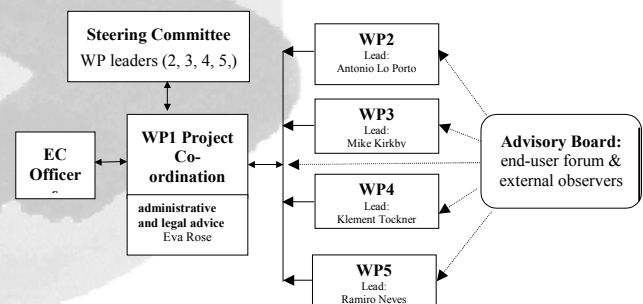 Steering Committee
WP leaders (2, 3, 4, 5,)
EC
Officer
WP1 Project
Co-
ordination
administrative
and legal advice
Eva Rose
WP2
Lead:
Antonio Lo Porto
WP3
Lead:
Mike Kirkby
WP4
Lead:
Klement Tockner
WP5
Lead:
Ramiro Neves
Advisory Board:
end-user forum &
external observers